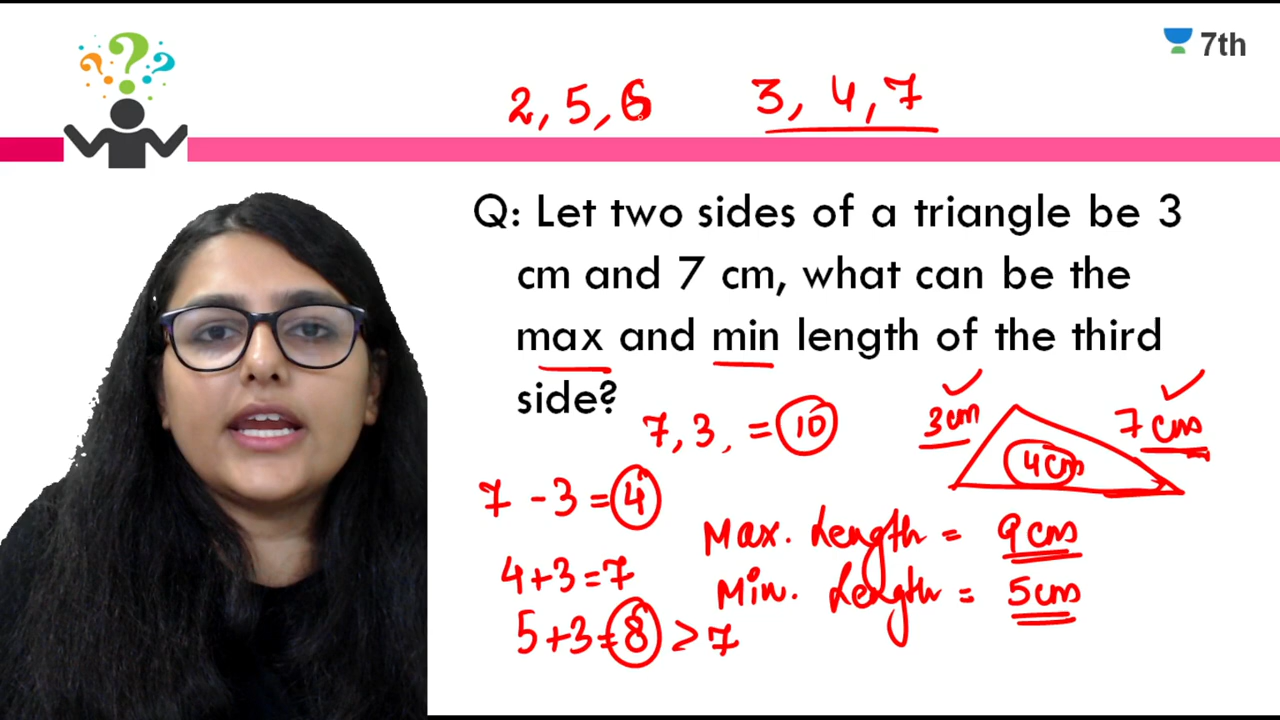 7th
2, 5, 6 3, 4, 7
Q: Let two sides of a triangle be 3
cm and 7 cm, what can be the
max and min length of the third
side?
7, 3, = 10
3cm
7 cm
4cm
7 - 3 = 4
4+3=7
5+3=8 > 7
Max. Length = 9cm
Min. Length = 5cm